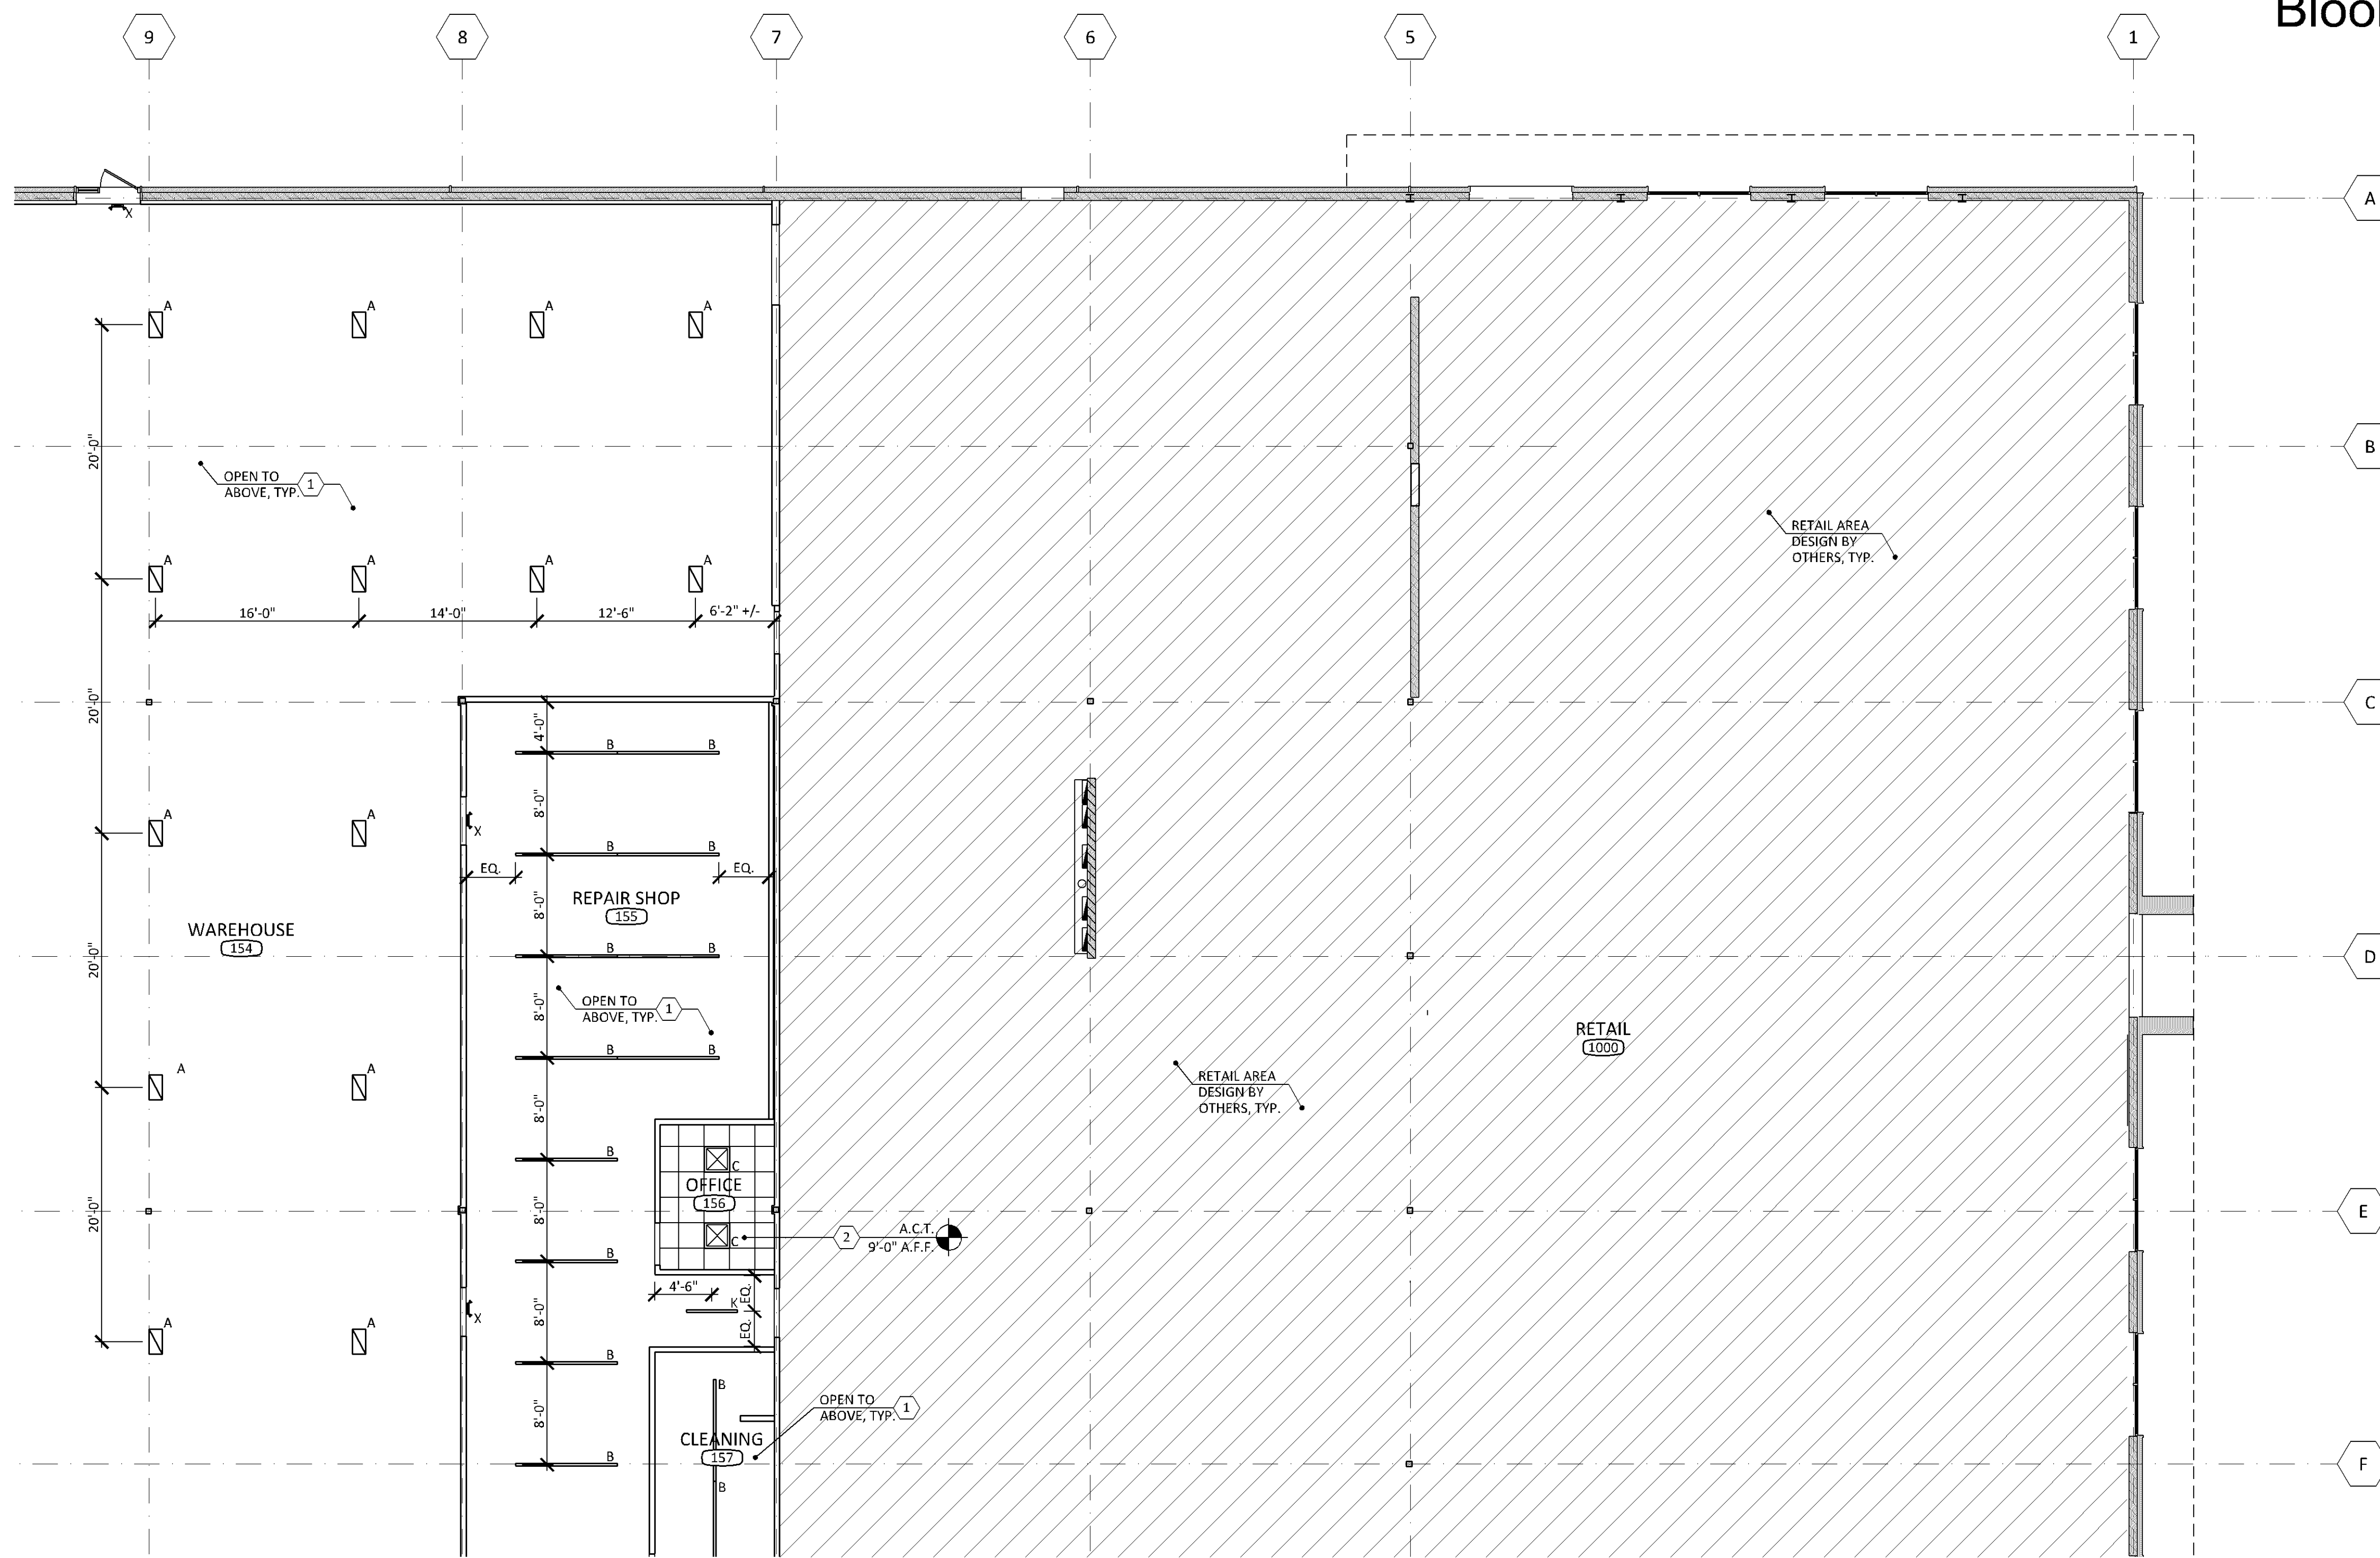 Bloo
9
8
7
6
5
1
A
X
A
A
A
A
B
20'-0"
OPEN TO
ABOVE, TYP.
1
RETAIL AREA
DESIGN BY
OTHERS, TYP.
A
A
A
A
16'-0"
14'-0"
12'-6"
6'-2" +/-
20'-0"
C
4'-0"
B
B
8'-0"
A
A
X
B
B
EQ.
EQ.
REPAIR SHOP
155
8'-0"
WAREHOUSE
154
20'-0"
B
B
D
OPEN TO
ABOVE, TYP.
1
8'-0"
RETAIL
1000
B
B
A
A
RETAIL AREA
DESIGN BY
OTHERS, TYP.
8'-0"
B
C
OFFICE
156
20'-0"
8'-0"
E
C
2
A.C.T.
9'-0" A.F.F.
B
4'-6"
EQ.
K
X
8'-0"
EQ.
A
A
B
B
8'-0"
OPEN TO
ABOVE, TYP.
1
CLEANING
157
B
F
B